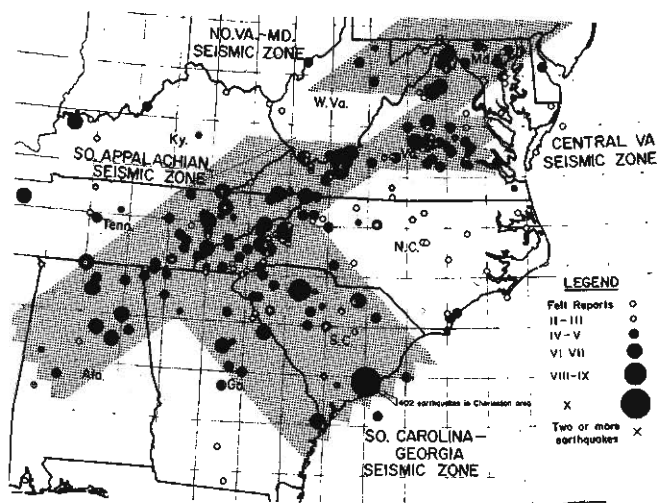 NO. VA.-MD.
SEISMIC ZONE
Md.
W. Va.
Ky.
Va.
CENTRAL VA
SEISMIC ZONE
SO. APPALACHIAN
SEISMIC ZONE
Tenn.
N.C.
S.C.
Ala.
Ga.
402 earthquakes in Charleston area
SO. CAROLINA-
GEORGIA
SEISMIC ZONE
LEGEND
Felt Reports
II-III
IV-V
VI VII
VIII-IX
X
Two or more
earthquakes
X